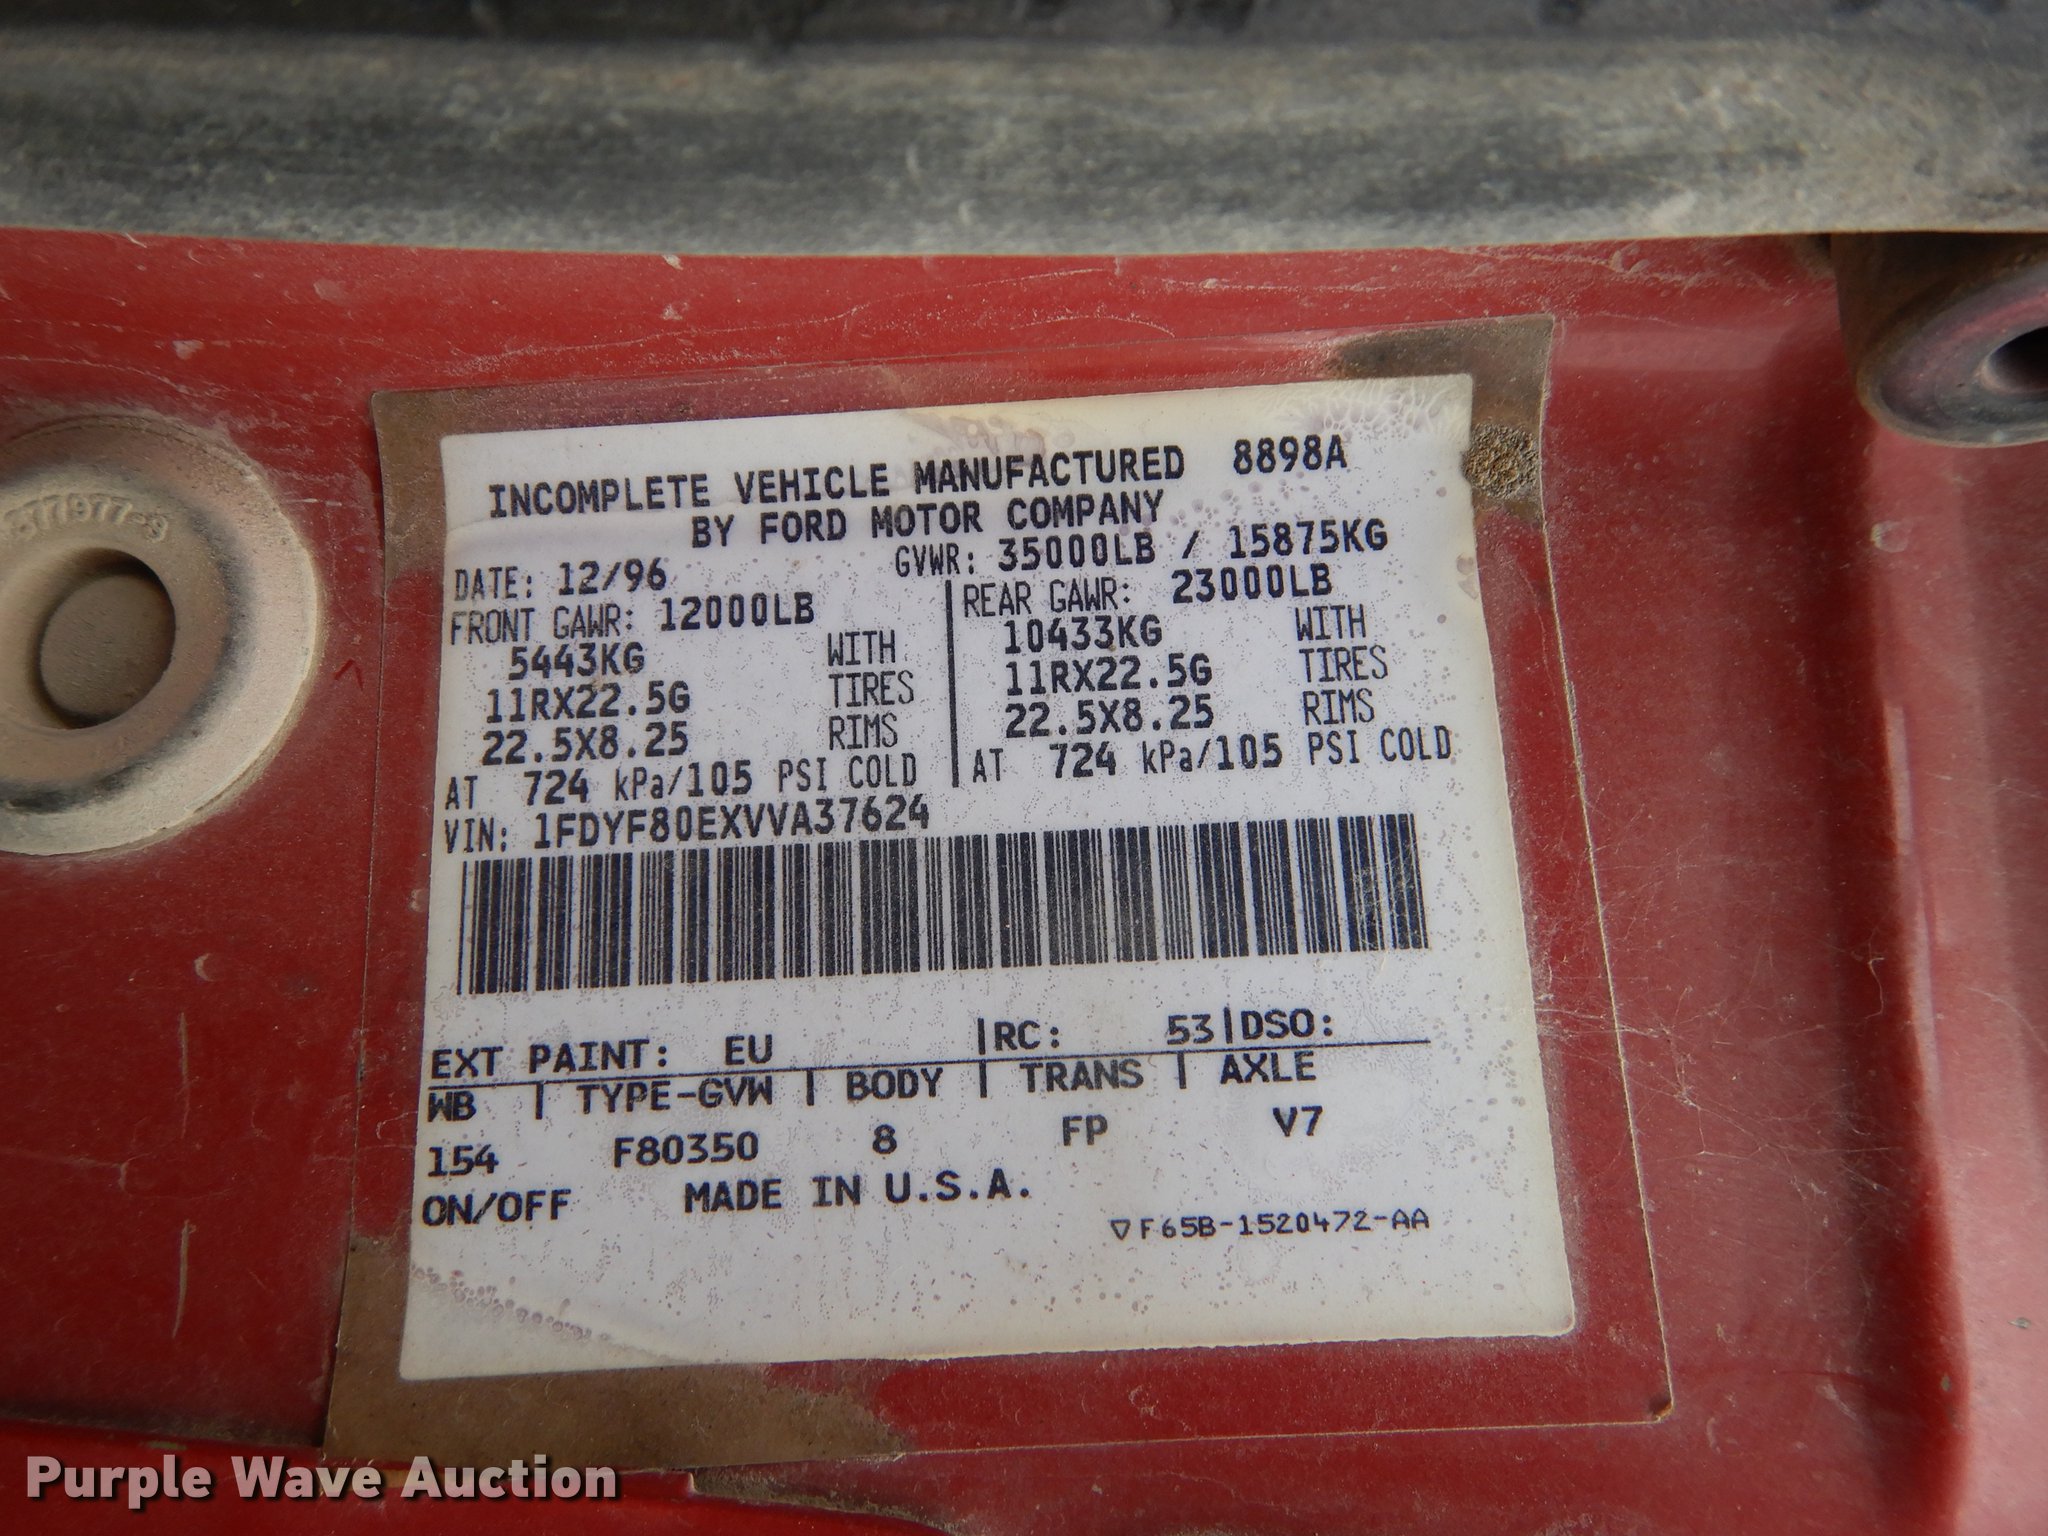 577977-9
INCOMPLETE VEHICLE MANUFACTURED 8898A
BY FORD MOTOR COMPANY
DATE: 12/96 GVWR: 35000LB / 15875KG
FRONT GAWR: 12000LB REAR GAWR: 23000LB
5443KG WITH 10433KG WITH
11RX22.5G TIRES 11RX22.5G TIRES
22.5X8.25 RIMS 22.5X8.25 RIMS
AT 724 kPa/105 PSI COLD AT 724 kPa/105 PSI COLD
VIN: 1FDYF80EXVVA37624
EXT PAINT: EU |RC: 53|DSO:
WB | TYPE-GVW | BODY | TRANS | AXLE
154 F80350 8 FP V7
ON/OFF MADE IN U.S.A.
▽F65B-1520472-AA
Purple Wave Auction